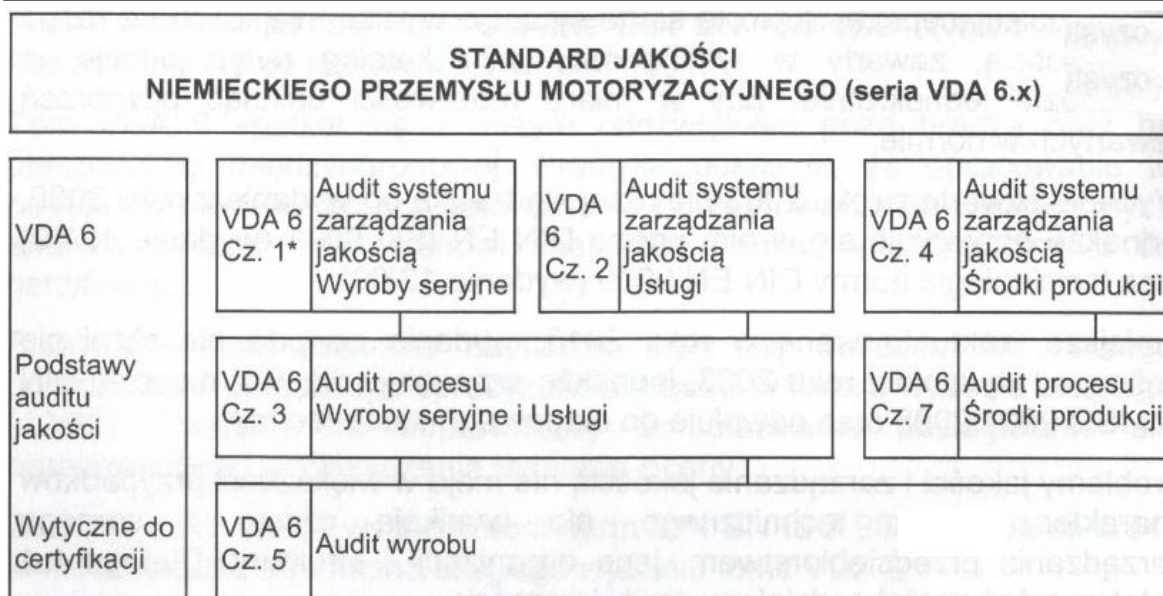 STANDARD JAKOŚCI
NIEMIECKIEGO PRZEMYSŁU MOTORYZACYJNEGO (seria VDA 6.x)
VDA 6
Podstawy
auditu
jakości
Wytyczne do
certyfikacji
VDA 6
Cz. 1*
Audit systemu
zarządzania
jakością
Wyroby seryjne
VDA
6
Cz. 2
Audit systemu
zarządzania
jakością
Usługi
VDA 6
Cz. 4
Audit systemu
zarządzania
jakością
Środki produkcji
VDA 6
Cz. 3
Audit procesu
Wyroby seryjne
Usługi
VDA 6
Cz. 7
Audit procesu
Środki produkcji
VDA 6
Cz. 5
Audit wyrobu